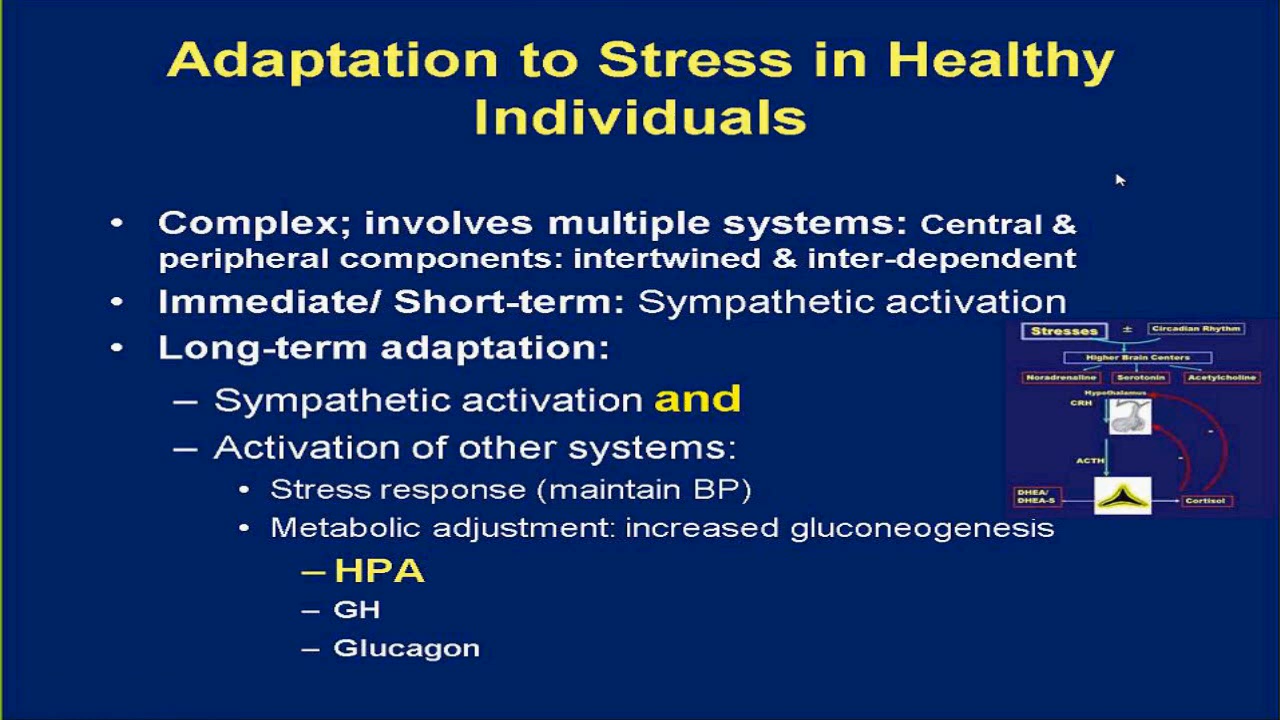 Adaptation to Stress in Healthy
Individuals
• Complex; involves multiple systems: Central &
peripheral components: intertwined & inter-dependent
• Immediate/ Short-term: Sympathetic activation
• Long-term adaptation:
– Sympathetic activation and
– Activation of other systems:
• Stress response (maintain BP)
• Metabolic adjustment: increased gluconeogenesis
– HPA
– GH
– Glucagon
Stresses ± Circadian Rhythm
Higher Brain Centers
Noradrenaline Serotonin Acetylcholine
Hypothalamus
CRH
-
-
ACTH
DHEA/
DHEA-S
Cortisol